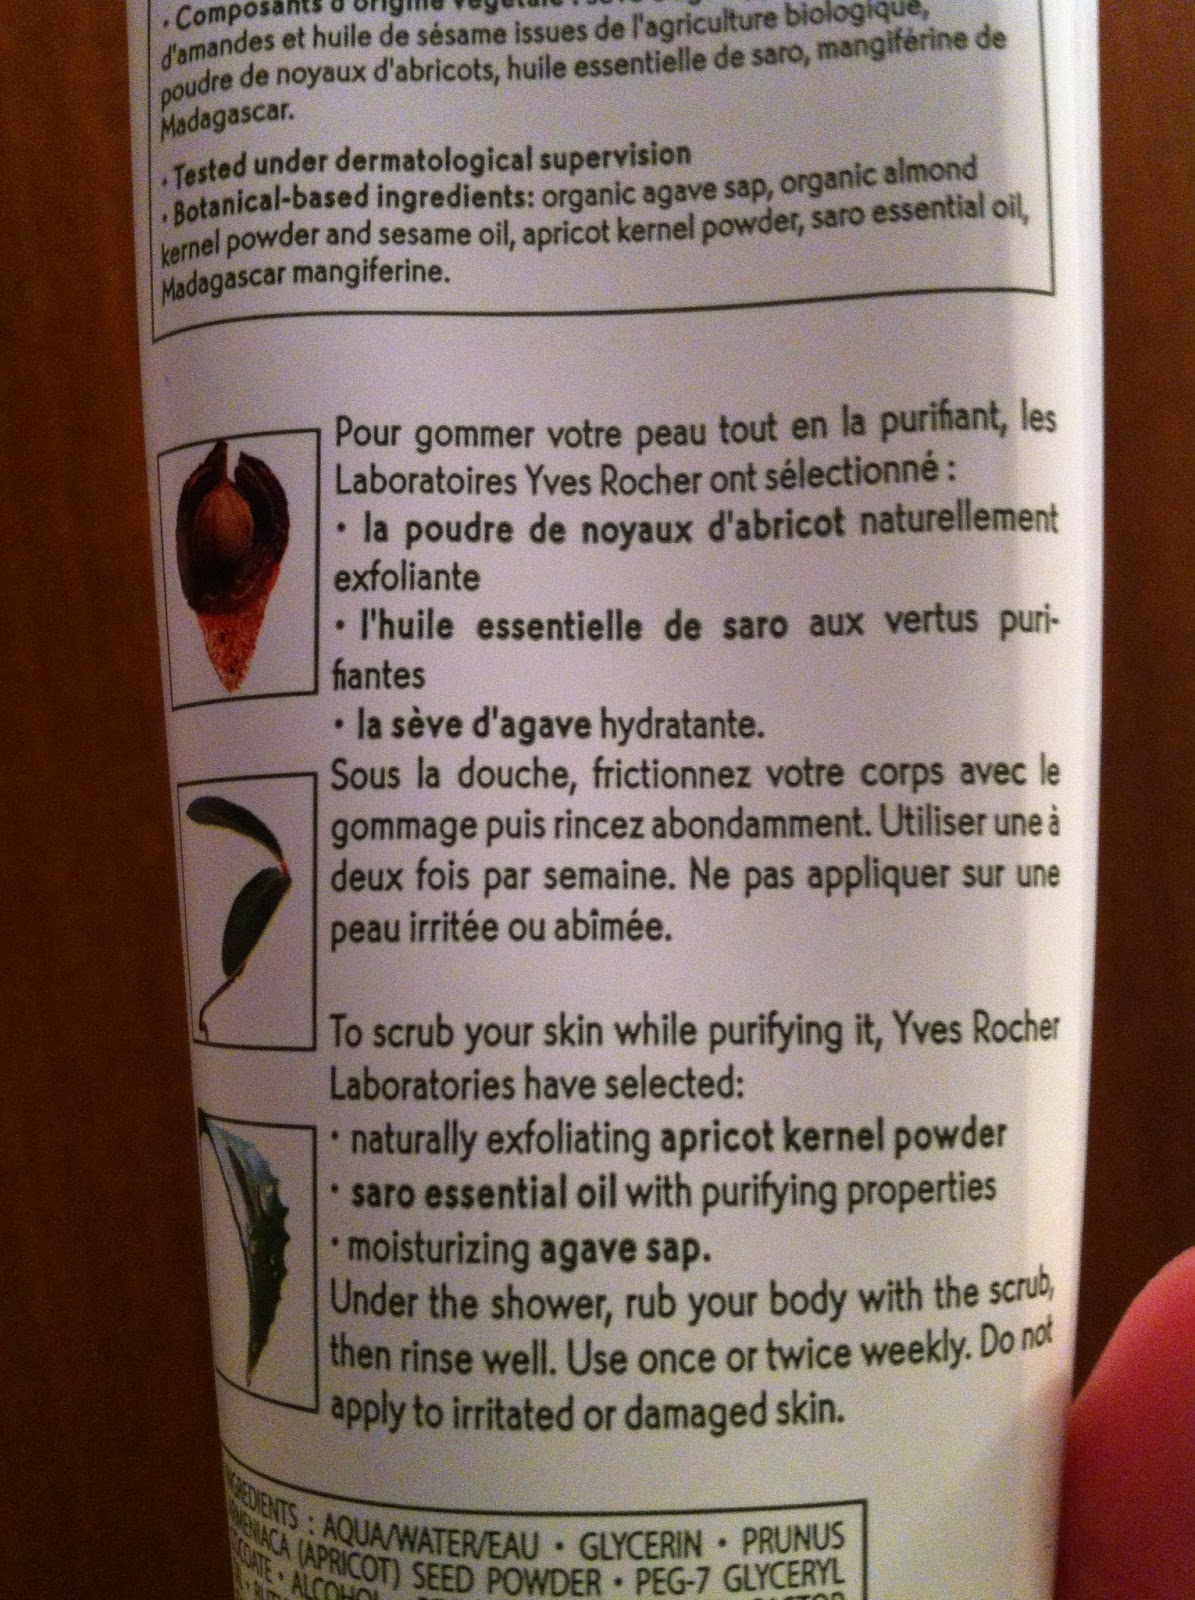 · Composants d'origine végétale :
d'amandes et huile de sésame issues de l'agriculture biologique,
poudre de noyaux d'abricots, huile essentielle de saro, mangiférine de
Madagascar.
· Tested under dermatological supervision
· Botanical-based ingredients: organic agave sap, organic almond
kernel powder and sesame oil, apricot kernel powder, saro essential oil,
Madagascar mangiferine.
Pour gommer votre peau tout en la purifiant, les
Laboratoires Yves Rocher ont sélectionné :
· la poudre de noyaux d'abricot naturellement
exfoliante
· l'huile essentielle de saro aux vertus puri-
fiantes
· la sève d'agave hydratante.
Sous la douche, frictionnez votre corps avec le
gommage puis rincez abondamment. Utiliser une à
deux fois par semaine. Ne pas appliquer sur une
peau irritée ou abîmée.
To scrub your skin while purifying it, Yves Rocher
Laboratories have selected:
· naturally exfoliating apricot kernel powder
· saro essential oil with purifying properties
· moisturizing agave sap.
Under the shower, rub your body with the scrub,
then rinse well. Use once or twice weekly. Do not
apply to irritated or damaged skin.
INGREDIENTS : AQUA/WATER/EAU · GLYCERIN · PRUNUS
ARMENIACA (APRICOT) SEED POWDER · PEG-7 GLYCERYL
COCOATE · ALCOHOL